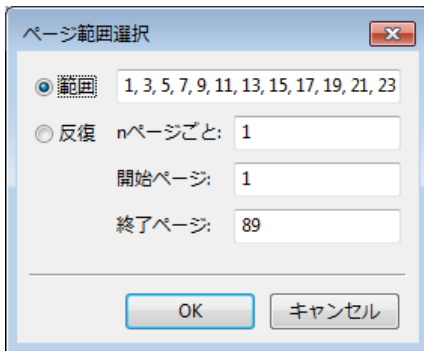 ページ範囲選択
範囲 1, 3, 5, 7, 9, 11, 13, 15, 17, 19, 21, 23
反復 nページごと: 1
開始ページ: 1
終了ページ: 89
OK キャンセル